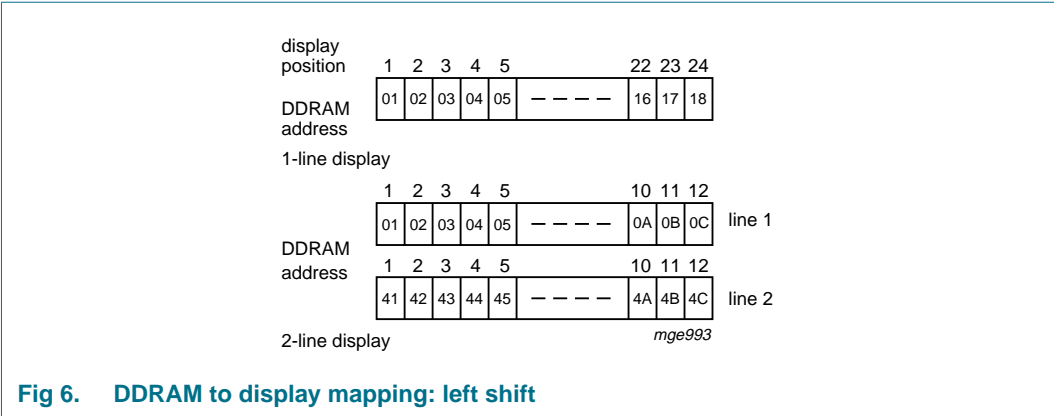 display
position 1 2 3 4 5 22 23 24
01 02 03 04 05 16 17 18
DDRAM
address
1-line display
1 2 3 4 5 10 11 12
01 02 03 04 05 0A 0B 0C line 1
DDRAM
address
1 2 3 4 5 10 11 12
41 42 43 44 45 4A 4B 4C line 2
2-line display
mge993
Fig 6. DDRAM to display mapping: left shift